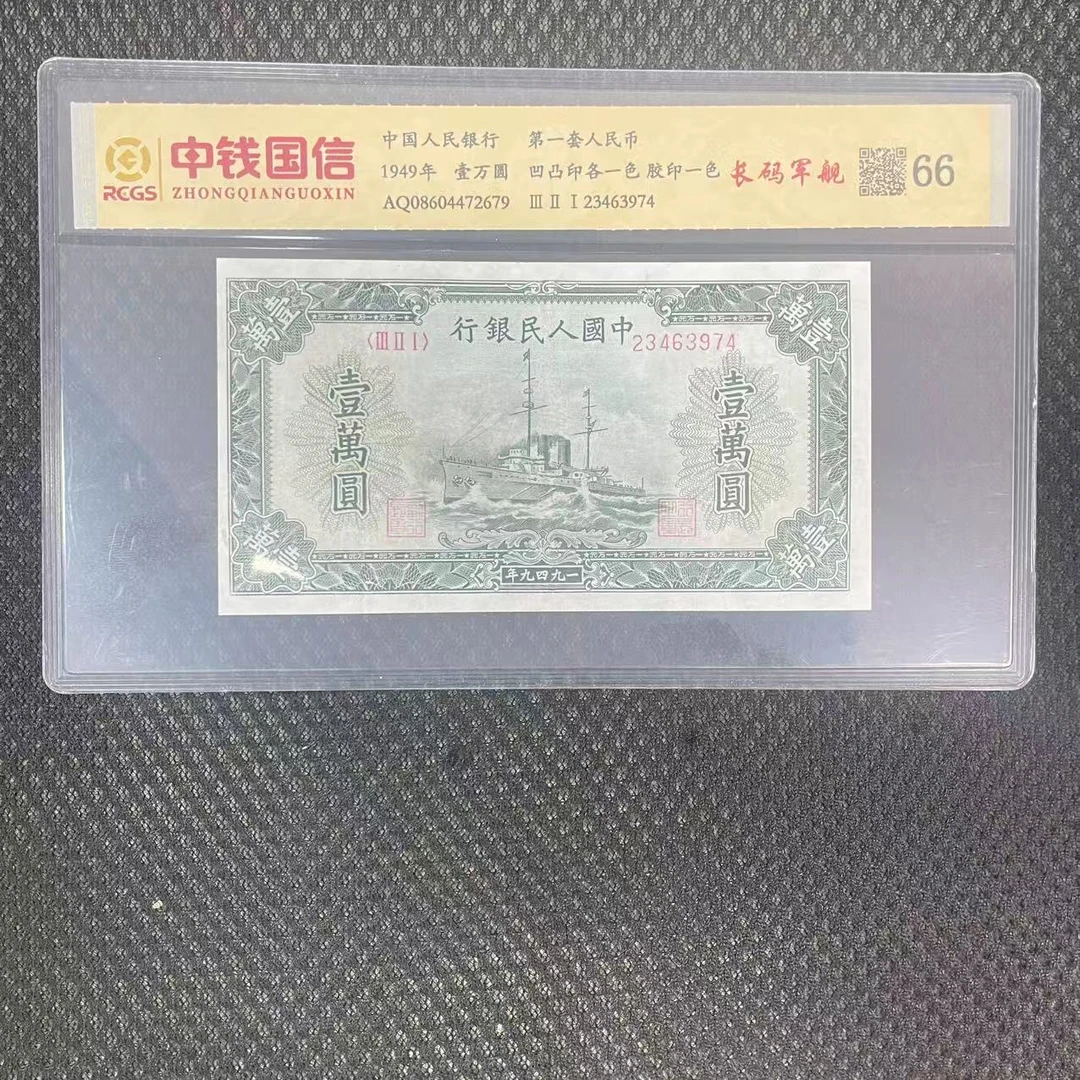 RCGS
中钱国信
ZHONGQIANGUOXIN
中国人民银行 第一套人民币
1949年 壹万圆 凹凸印各一色 胶印一色
AQ08604472679 Ⅲ Ⅱ Ⅰ 23463974
长码军舰
66
壹萬
萬壹
行銀民人國中
〈Ⅲ Ⅱ Ⅰ〉
23463974
壹萬圓
壹萬圓
壹萬
年九四九一